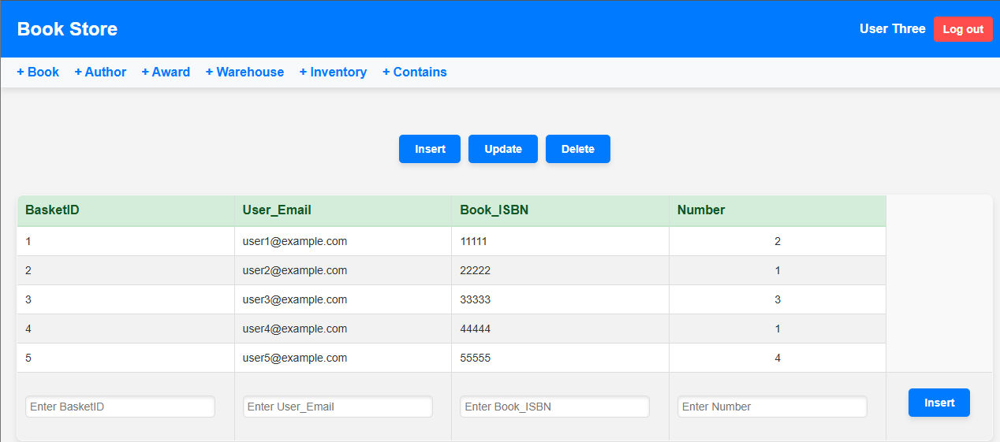 Book Store User Three Log out
+ Book + Author + Award + Warehouse + Inventory + Contains
Insert Update Delete
BasketID User_Email Book_ISBN Number
1 user1@example.com 11111 2
2 user2@example.com 22222 1
3 user3@example.com 33333 3
4 user4@example.com 44444 1
5 user5@example.com 55555 4
Enter BasketID Enter User_Email Enter Book_ISBN Enter Number Insert